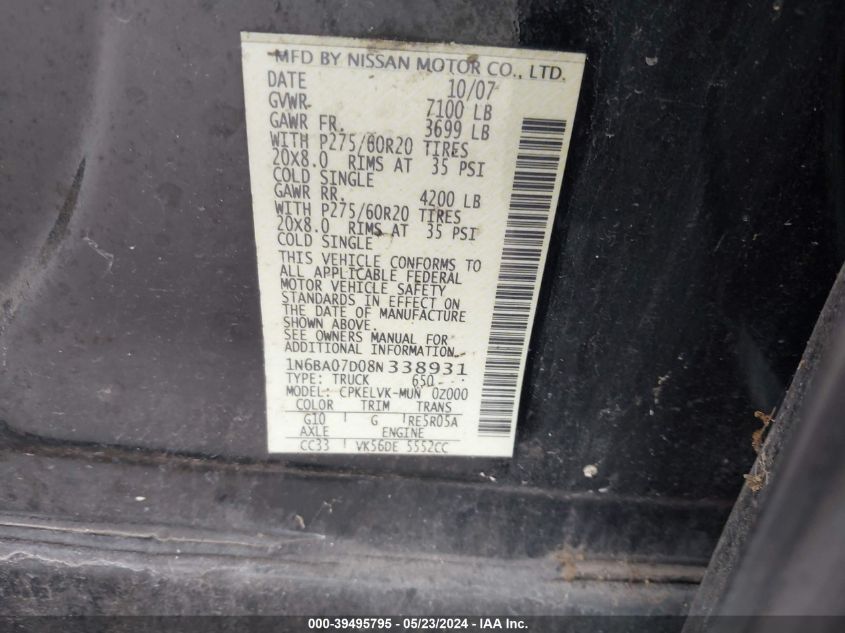 MFD BY NISSAN MOTOR CO., LTD.
DATE 10/07
GVWR 7100 LB
GAWR FR. 3699 LB
WITH P275/60R20 TIRES
20X8.0 RIMS AT 35 PSI
COLD SINGLE
GAWR RR. 4200 LB
WITH P275/60R20 TIRES
20X8.0 RIMS AT 35 PSI
COLD SINGLE
THIS VEHICLE CONFORMS TO
ALL APPLICABLE FEDERAL
MOTOR VEHICLE SAFETY
STANDARDS IN EFFECT ON
THE DATE OF MANUFACTURE
SHOWN ABOVE.
SEE OWNERS MANUAL FOR
ADDITIONAL INFORMATION
1N6BA07D08N338931
TYPE: TRUCK 650
MODEL: CPKELVK-MUN 0Z000
COLOR TRIM TRANS
G10 G RE5R05A
AXLE ENGINE
CC33 VK56DE 5552CC
000-39495795 - 05/23/2024 - IAA Inc.